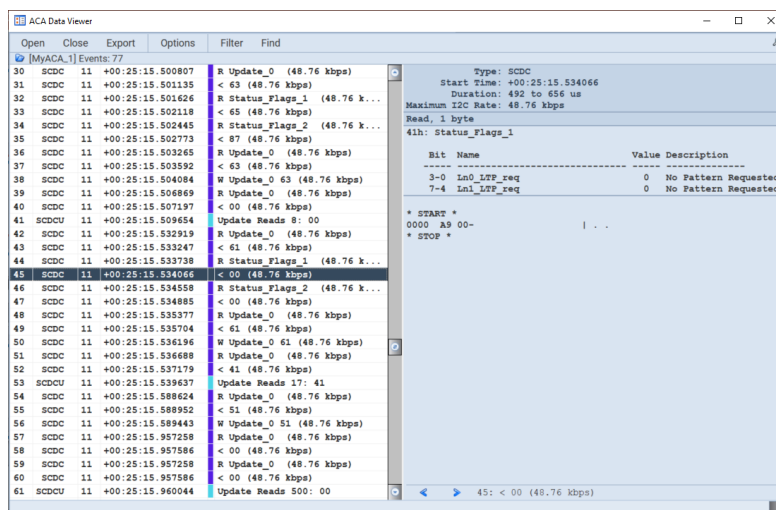 ACA Data Viewer
Open Close Export Options Filter Find
[MyACA_1] Events: 77
30 SCDC 11 +00:25:15.500807 R Update_0 (48.76 kbps)
31 SCDC 11 +00:25:15.501135 < 63 (48.76 kbps)
32 SCDC 11 +00:25:15.501626 R Status_Flags_1 (48.76 k...
33 SCDC 11 +00:25:15.502118 < 65 (48.76 kbps)
34 SCDC 11 +00:25:15.502445 R Status_Flags_2 (48.76 k...
35 SCDC 11 +00:25:15.502773 < 87 (48.76 kbps)
36 SCDC 11 +00:25:15.503265 R Update_0 (48.76 kbps)
37 SCDC 11 +00:25:15.503592 < 63 (48.76 kbps)
38 SCDC 11 +00:25:15.504084 W Update_0 63 (48.76 kbps)
39 SCDC 11 +00:25:15.506869 R Update_0 (48.76 kbps)
40 SCDC 11 +00:25:15.507197 < 00 (48.76 kbps)
41 SCDCU 11 +00:25:15.509654 Update Reads 8: 00
42 SCDC 11 +00:25:15.532919 R Update_0 (48.76 kbps)
43 SCDC 11 +00:25:15.533247 < 61 (48.76 kbps)
44 SCDC 11 +00:25:15.533738 R Status_Flags_1 (48.76 k...
45 SCDC 11 +00:25:15.534066 < 00 (48.76 kbps)
46 SCDC 11 +00:25:15.534558 R Status_Flags_2 (48.76 k...
47 SCDC 11 +00:25:15.534885 < 00 (48.76 kbps)
48 SCDC 11 +00:25:15.535377 R Update_0 (48.76 kbps)
49 SCDC 11 +00:25:15.535704 < 61 (48.76 kbps)
50 SCDC 11 +00:25:15.536196 W Update_0 61 (48.76 kbps)
51 SCDC 11 +00:25:15.536688 R Update_0 (48.76 kbps)
52 SCDC 11 +00:25:15.537179 < 41 (48.76 kbps)
53 SCDCU 11 +00:25:15.539637 Update Reads 17: 41
54 SCDC 11 +00:25:15.588624 R Update_0 (48.76 kbps)
55 SCDC 11 +00:25:15.588952 < 51 (48.76 kbps)
56 SCDC 11 +00:25:15.589443 W Update_0 51 (48.76 kbps)
57 SCDC 11 +00:25:15.957258 R Update_0 (48.76 kbps)
58 SCDC 11 +00:25:15.957586 < 00 (48.76 kbps)
59 SCDC 11 +00:25:15.957258 R Update_0 (48.76 kbps)
60 SCDC 11 +00:25:15.957586 < 00 (48.76 kbps)
61 SCDCU 11 +00:25:15.960044 Update Reads 500: 00
Type: SCDC
Start Time: +00:25:15.534066
Duration: 492 to 656 us
Maximum I2C Rate: 48.76 kbps
Read, 1 byte
41h: Status_Flags_1
Bit Name Value Description
----- ------------------------------ ----- --------------
3-0 Ln0_LTP_req 0 No Pattern Requested
7-4 Ln1_LTP_req 0 No Pattern Requested
* START *
0000 A9 00- | . .
* STOP *
45: < 00 (48.76 kbps)